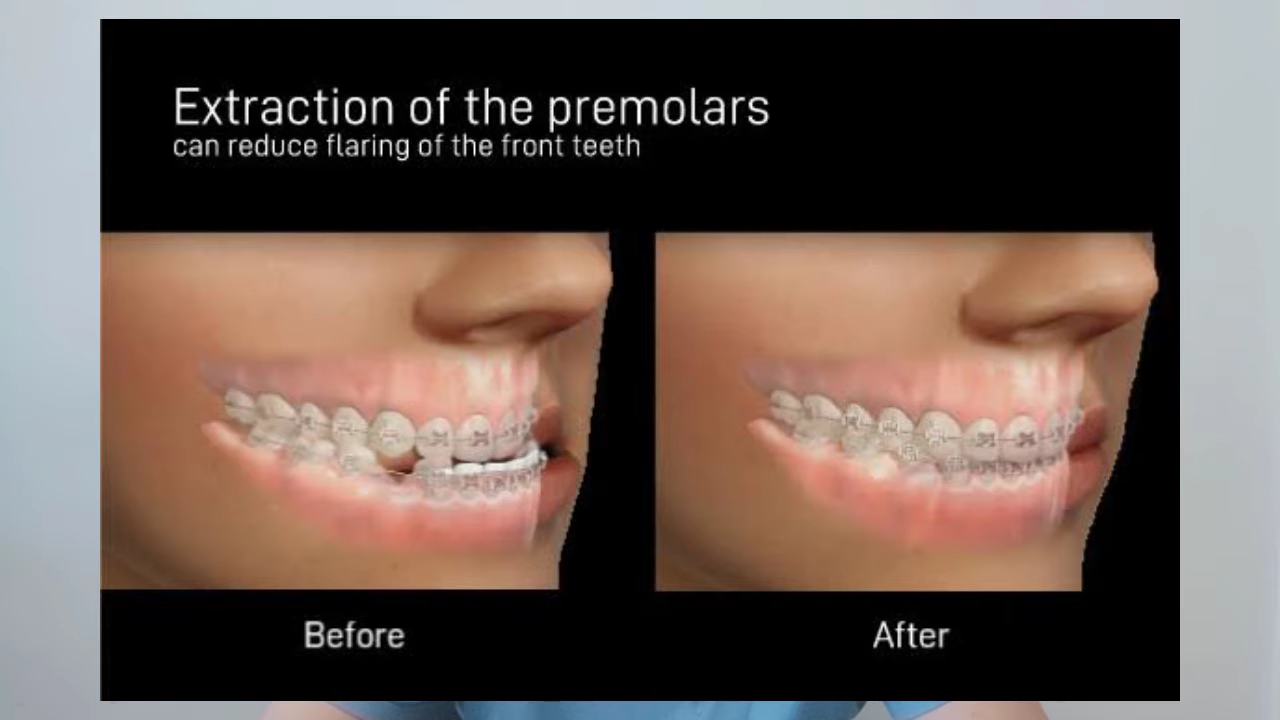 Extraction of the premolars
can reduce flaring of the front teeth
Before
After